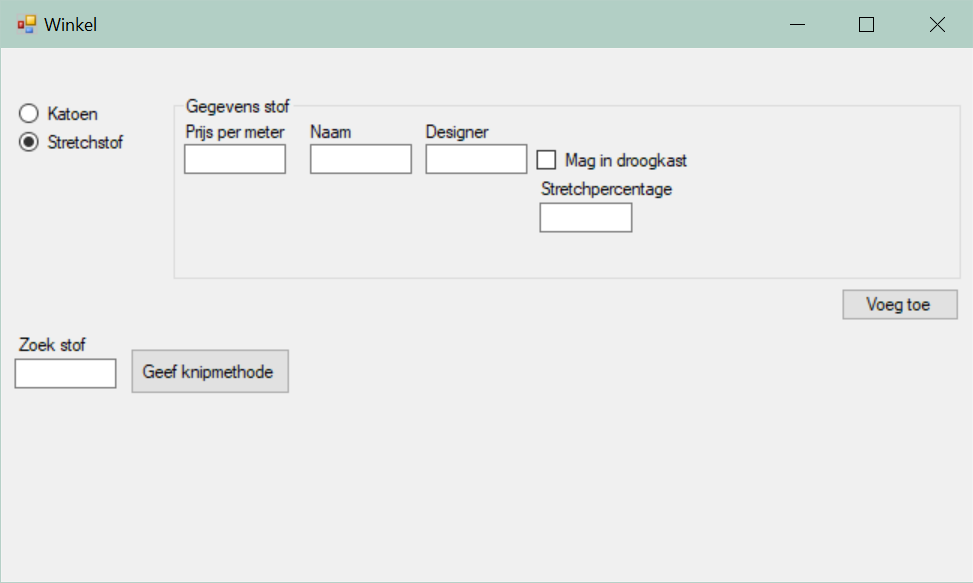 Winkel
Katoen
Stretchstof
Gegevens stof
Prijs per meter Naam Designer
Mag in droogkast
Stretchpercentage
Voeg toe
Zoek stof
Geef knipmethode